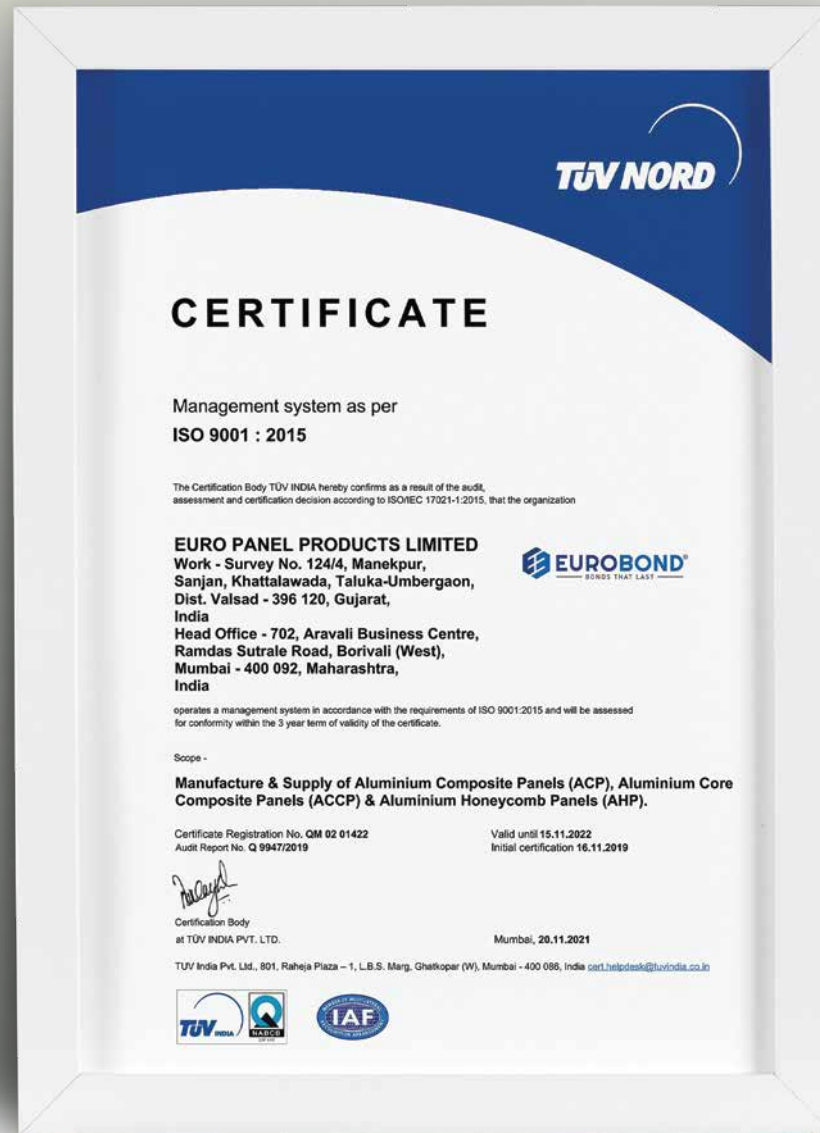 TÜV NORD
CERTIFICATE
Management system as per
ISO 9001 : 2015
The Certification Body TÜV INDIA hereby confirms as a result of the audit,
assessment and certification decision according to ISO/IEC 17021-1:2015, that the organization
EURO PANEL PRODUCTS LIMITED
Work - Survey No. 124/4, Manekpur,
Sanjan, Khattalawada, Taluka-Umbergaon,
Dist. Valsad - 396 120, Gujarat,
India
Head Office - 702, Aravali Business Centre,
Ramdas Sutrale Road, Borivali (West),
Mumbai - 400 092, Maharashtra,
India
EUROBOND®
BONDS THAT LAST
operates a management system in accordance with the requirements of ISO 9001:2015 and will be assessed
for conformity within the 3 year term of validity of the certificate.
Scope -
Manufacture & Supply of Aluminium Composite Panels (ACP), Aluminium Core
Composite Panels (ACCP) & Aluminium Honeycomb Panels (AHP).
Certificate Registration No. QM 02 01422
Audit Report No. Q 9947/2019
Valid until 15.11.2022
Initial certification 16.11.2019
Certification Body
at TÜV INDIA PVT. LTD.
Mumbai, 20.11.2021
TUV India Pvt. Ltd., 801, Raheja Plaza – 1, L.B.S. Marg, Ghatkopar (W), Mumbai - 400 086, India cert.helpdesk@tuvindia.co.in
TÜV INDIA
NABCB
IAF